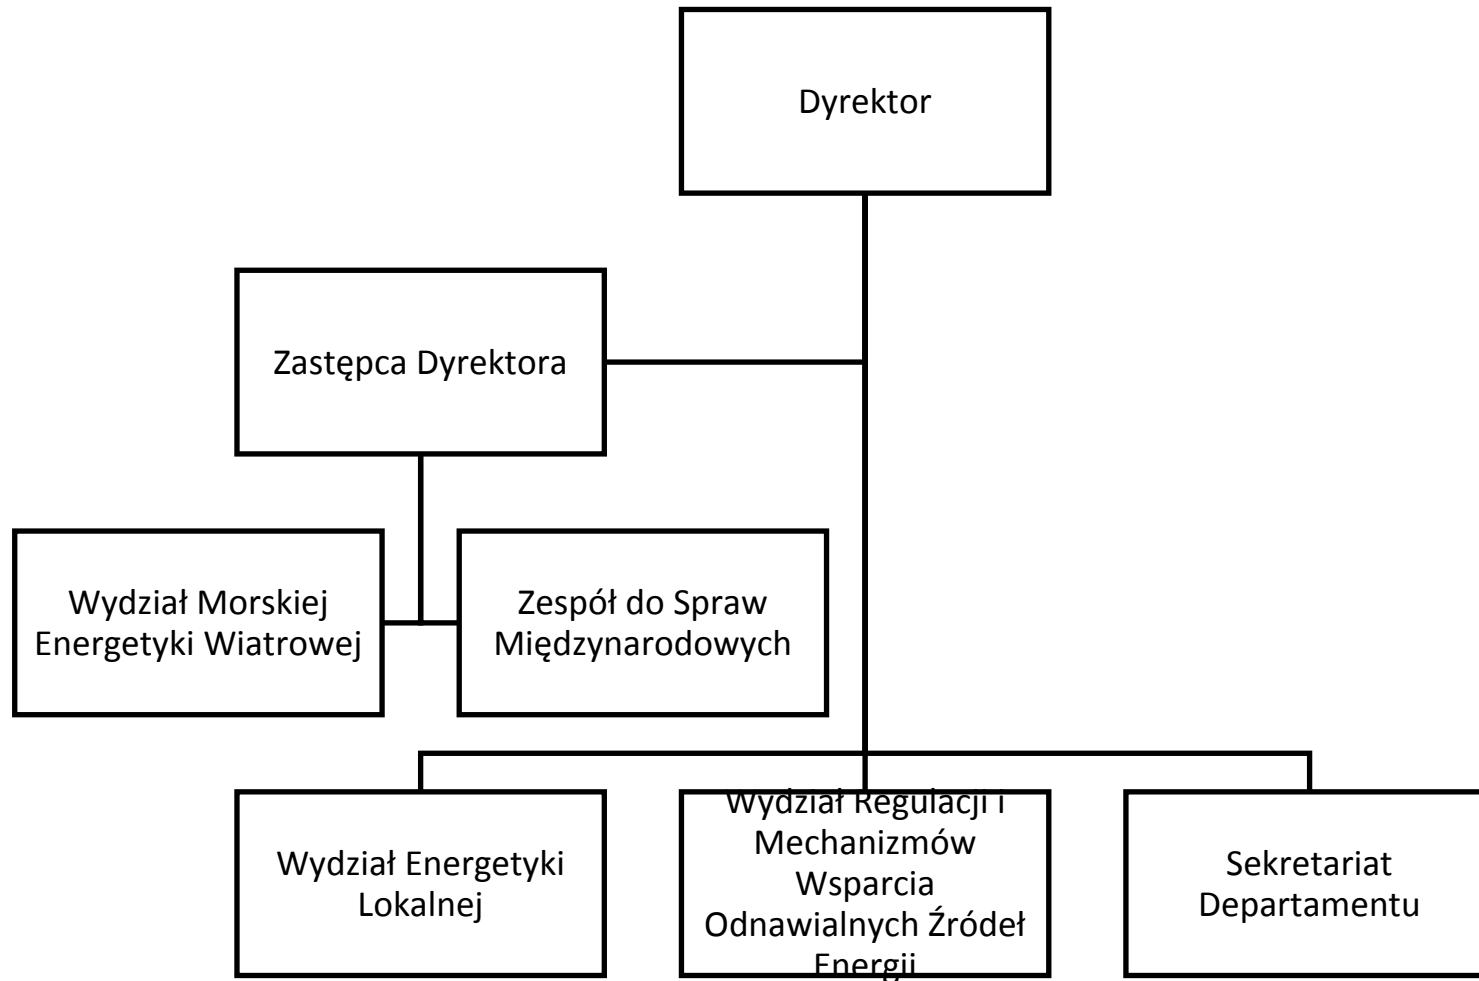 Dyrektor
Zastępca Dyrektora
Wydział Morskiej
Energetyki Wiatrowej
Zespół do Spraw
Międzynarodowych
Wydział Energetyki
Lokalnej
Wydział Regulacji i
Mechanizmów
Wsparcia
Odnawialnych Źródeł
Energii
Sekretariat
Departamentu